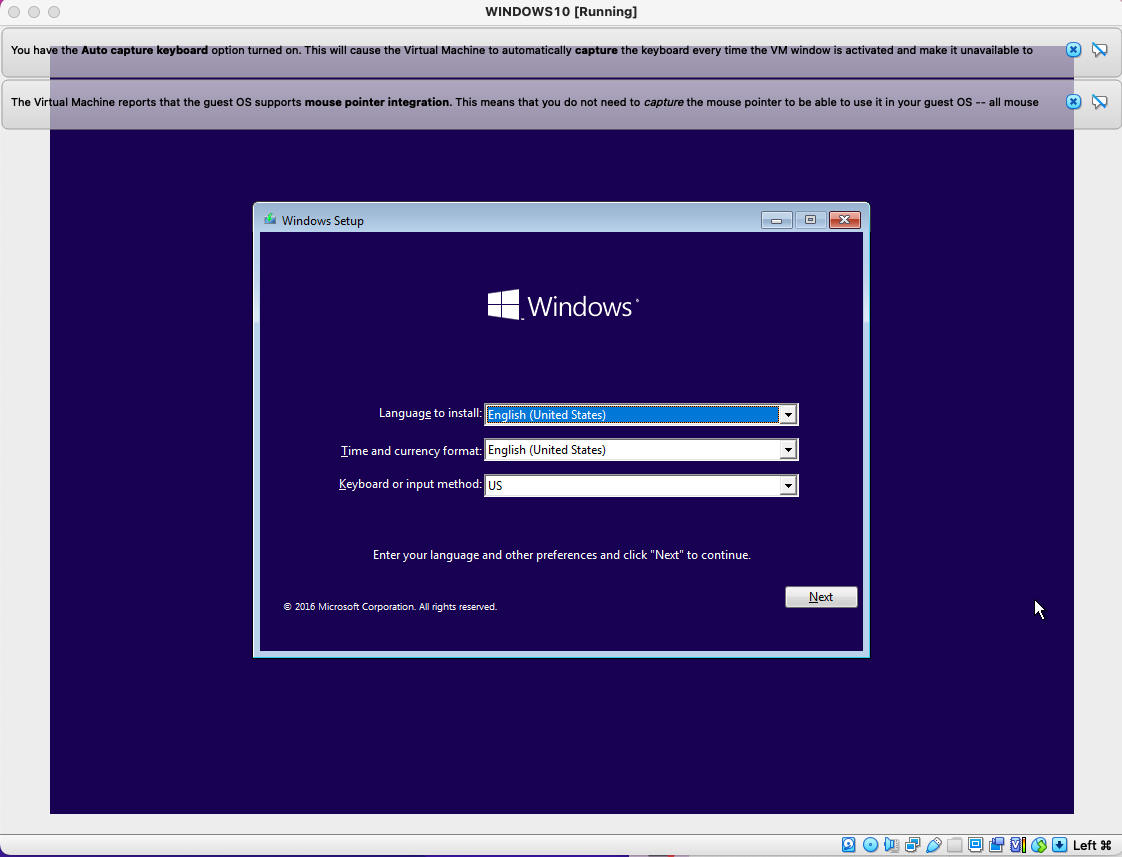 WINDOWS10 [Running]
You have the Auto capture keyboard option turned on. This will cause the Virtual Machine to automatically capture the keyboard every time the VM window is activated and make it unavailable to
The Virtual Machine reports that the guest OS supports mouse pointer integration. This means that you do not need to capture the mouse pointer to be able to use it in your guest OS -- all mouse
Windows Setup
Windows
Language to install: English (United States)
Time and currency format: English (United States)
Keyboard or input method: US
Enter your language and other preferences and click "Next" to continue.
Next
© 2016 Microsoft Corporation. All rights reserved.
Left ⌘